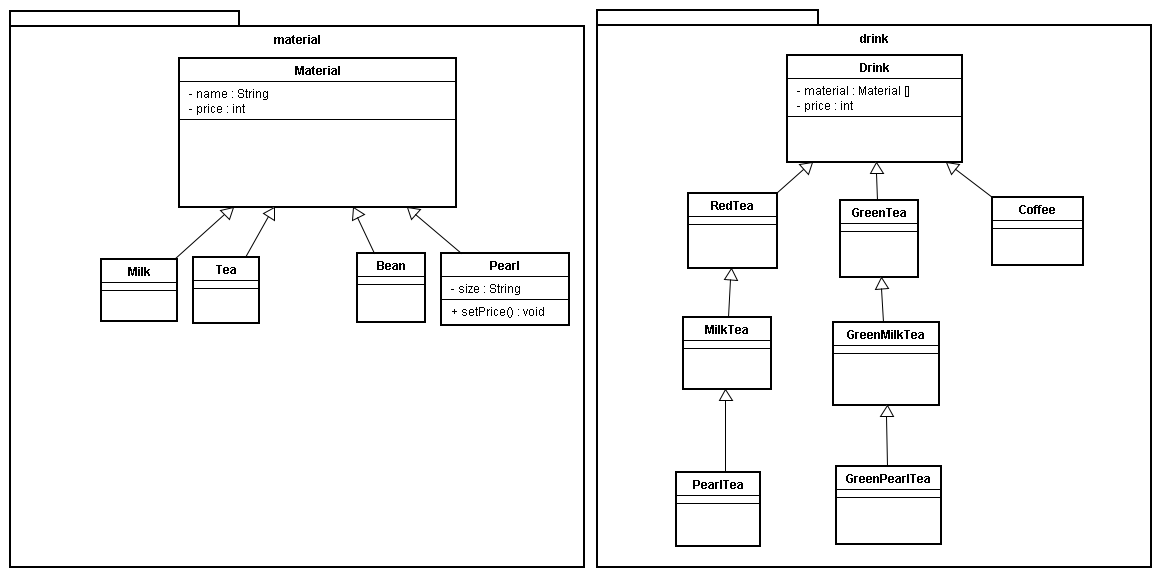 material
Material
- name : String
- price : int
Milk
Tea
Bean
Pearl
- size : String
+ setPrice() : void
drink
Drink
- material : Material []
- price : int
RedTea
GreenTea
Coffee
MilkTea
GreenMilkTea
PearlTea
GreenPearlTea